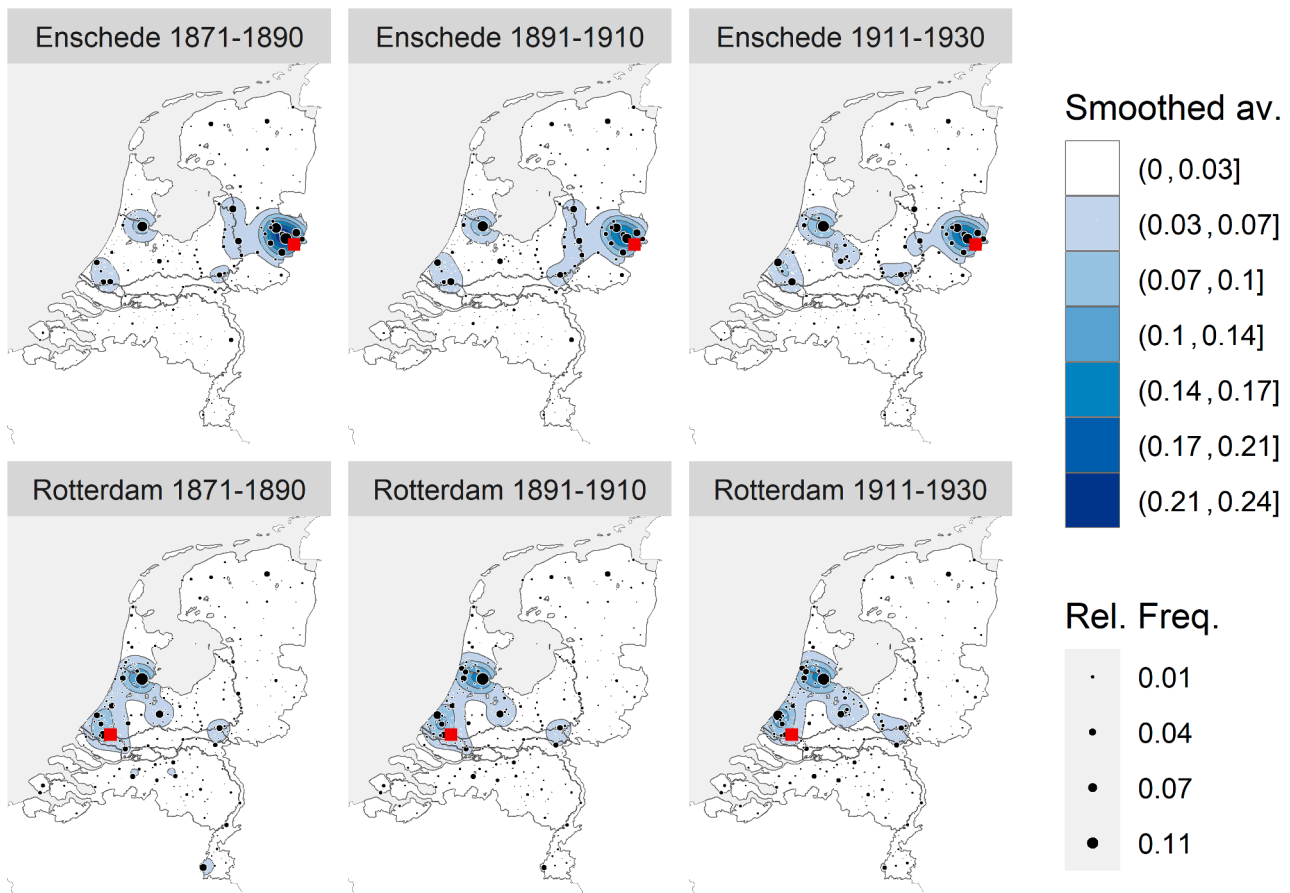 Enschede 1871-1890
Enschede 1891-1910
Enschede 1911-1930
Rotterdam 1871-1890
Rotterdam 1891-1910
Rotterdam 1911-1930
Smoothed av.
(0 , 0.03]
(0.03 , 0.07]
(0.07 , 0.1]
(0.1 , 0.14]
(0.14 , 0.17]
(0.17 , 0.21]
(0.21 , 0.24]
Rel. Freq.
0.01
0.04
0.07
0.11